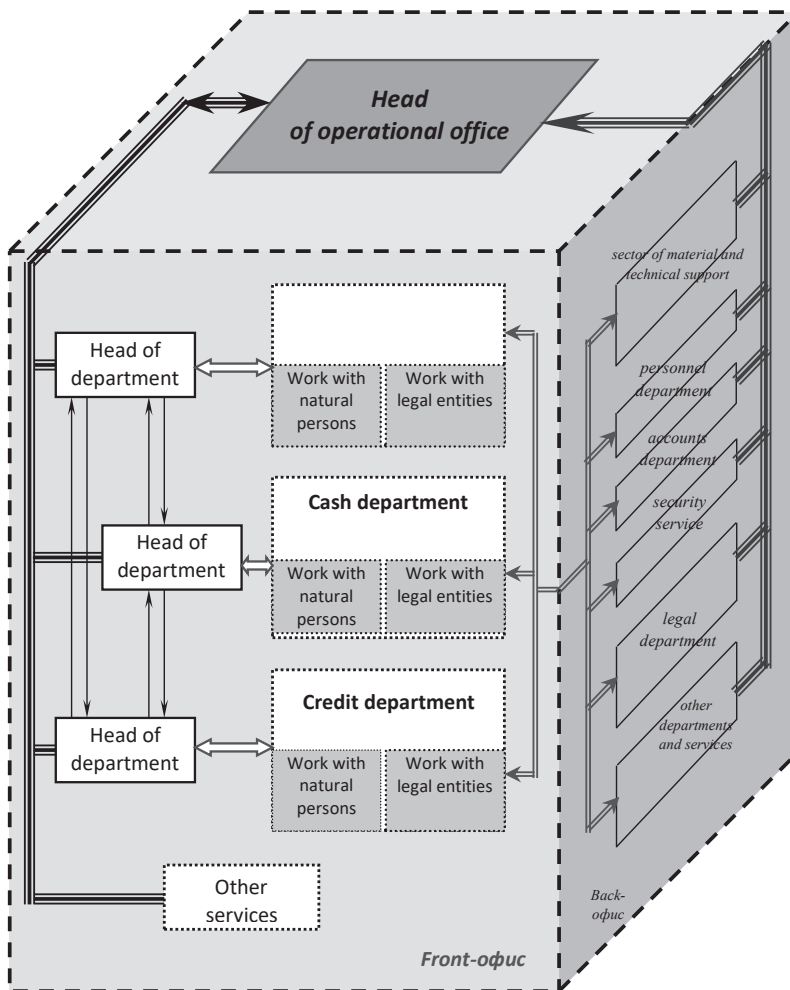 Head
of operational office
sector of material and
technical support
Head of
department
Work with
natural
persons
Work with
legal entities
personnel
department
accounts
department
Cash department
security
service
Head of
department
Work with
natural
persons
Work with
legal entities
legal
department
Credit department
other
departments
and services
Head of
department
Work with
natural
persons
Work with
legal entities
Other
services
Back-
офис
Front-офис